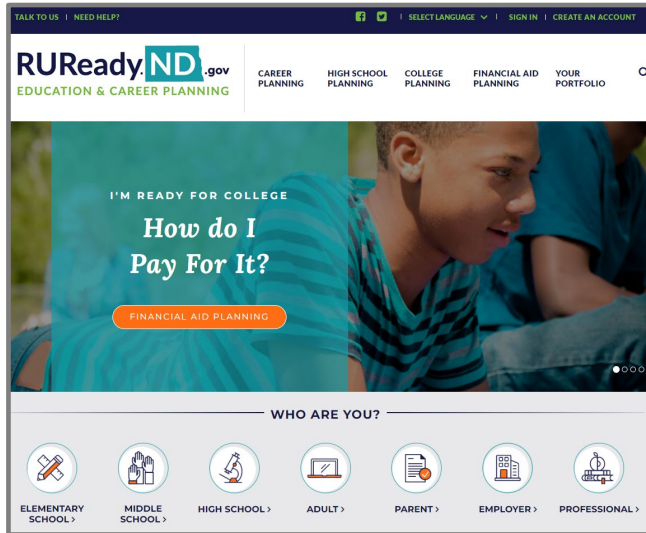 TALK TO US | NEED HELP?
| SELECT LANGUAGE | SIGN IN | CREATE AN ACCOUNT
RUReady.ND.gov
EDUCATION & CAREER PLANNING
CAREER
PLANNING
HIGH SCHOOL
PLANNING
COLLEGE
PLANNING
FINANCIAL AID
PLANNING
YOUR
PORTFOLIO
I'M READY FOR COLLEGE
How do I
Pay For It?
FINANCIAL AID PLANNING
WHO ARE YOU?
ELEMENTARY
SCHOOL >
MIDDLE
SCHOOL >
HIGH SCHOOL >
ADULT >
PARENT >
EMPLOYER >
PROFESSIONAL >